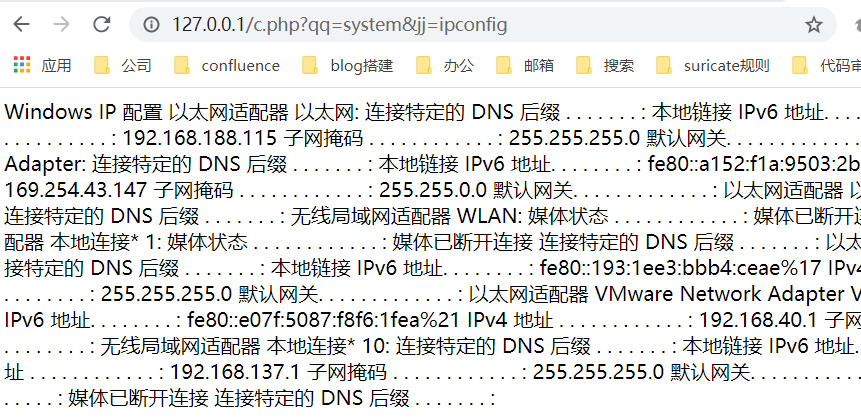 127.0.0.1/c.php?qq=system&jj=ipconfig
应用 公司 confluence blog搭建 办公 邮箱 搜索 suricate规则
Windows IP 配置 以太网适配器 以太网: 连接特定的 DNS 后缀 . . . . . . . : 本地链接 IPv6 地址. . . . . . . .
. . . . . . . . . . : 192.168.188.115 子网掩码 . . . . . . . . . . . . : 255.255.255.0 默认网关. . . . . . . . . . .
Adapter: 连接特定的 DNS 后缀 . . . . . . . : 本地链接 IPv6 地址. . . . . . . . : fe80::a152:f1a:9503:2b
169.254.43.147 子网掩码 . . . . . . . . . . . . : 255.255.0.0 默认网关. . . . . . . . . . . . . : 以太网适配器
连接特定的 DNS 后缀 . . . . . . . : 无线局域网适配器 WLAN: 媒体状态 . . . . . . . . . . . . : 媒体已断开
配器 本地连接* 1: 媒体状态 . . . . . . . . . . . . : 媒体已断开连接 连接特定的 DNS 后缀 . . . . . . . : 以太
接特定的 DNS 后缀 . . . . . . . : 本地链接 IPv6 地址. . . . . . . . : fe80::193:1ee3:bbb4:ceae%17 IPv4
. . . . . . . . : 255.255.255.0 默认网关. . . . . . . . . . . . . : 以太网适配器 VMware Network Adapter
IPv6 地址. . . . . . . . : fe80::e07f:5087:f8f6:1fea%21 IPv4 地址 . . . . . . . . . . . . : 192.168.40.1 子网
. . . . . . . . : 无线局域网适配器 本地连接* 10: 连接特定的 DNS 后缀 . . . . . . . : 本地链接 IPv6 地址.
址 . . . . . . . . . . . . : 192.168.137.1 子网掩码 . . . . . . . . . . . . : 255.255.255.0 默认网关. . . . . . . . .
. . . . . : 媒体已断开连接 连接特定的 DNS 后缀 . . . . . . . :